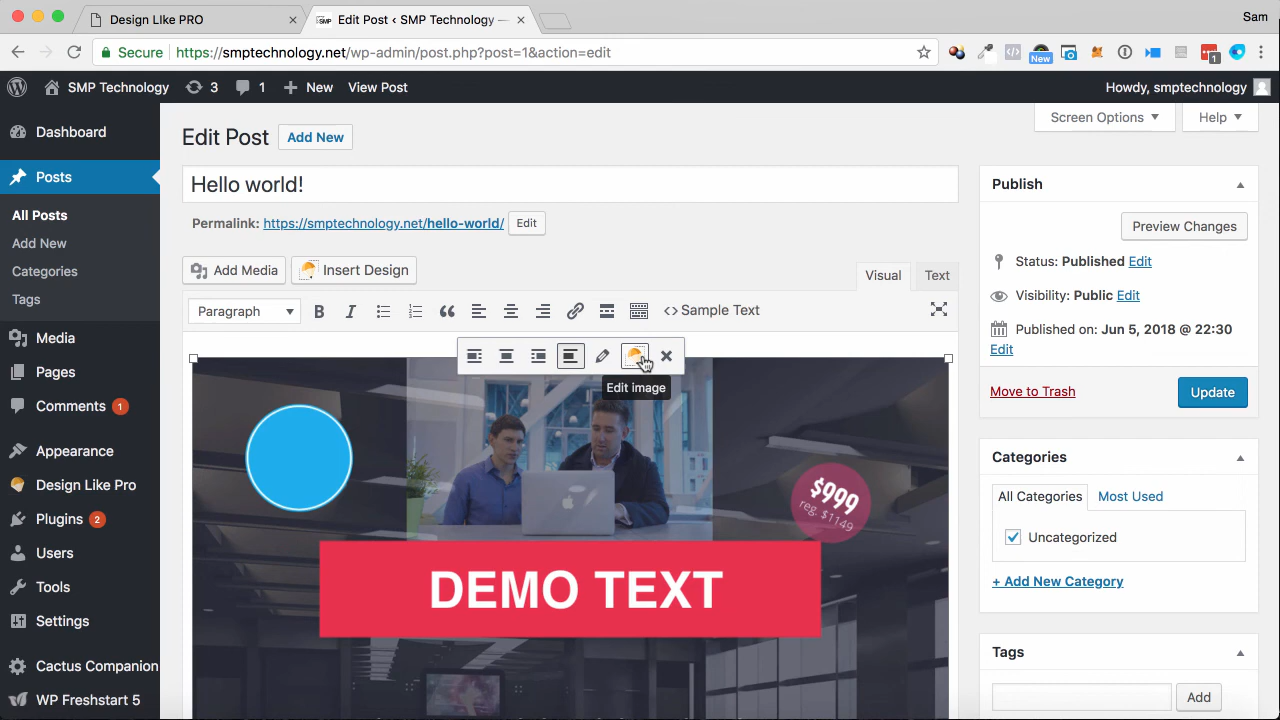 Design LIke PRO
Edit Post ‹ SMP Technology —
Sam
Secure
https://smptechnology.net/wp-admin/post.php?post=1&action=edit
New
1
SMP Technology
3
1
New
View Post
Howdy, smptechnology
Dashboard
Posts
All Posts
Add New
Categories
Tags
Media
Pages
Comments 1
Appearance
Design Like Pro
Plugins 2
Users
Tools
Settings
Cactus Companion
WP Freshstart 5
Screen Options
Help
Edit Post
Add New
Hello world!
Permalink: https://smptechnology.net/hello-world/ Edit
Add Media
Insert Design
Visual
Text
Paragraph
B I
<> Sample Text
Edit image
$999
reg. $1149
DEMO TEXT
Publish
Preview Changes
Status: Published Edit
Visibility: Public Edit
Published on: Jun 5, 2018 @ 22:30
Edit
Move to Trash
Update
Categories
All Categories
Most Used
Uncategorized
+ Add New Category
Tags
Add